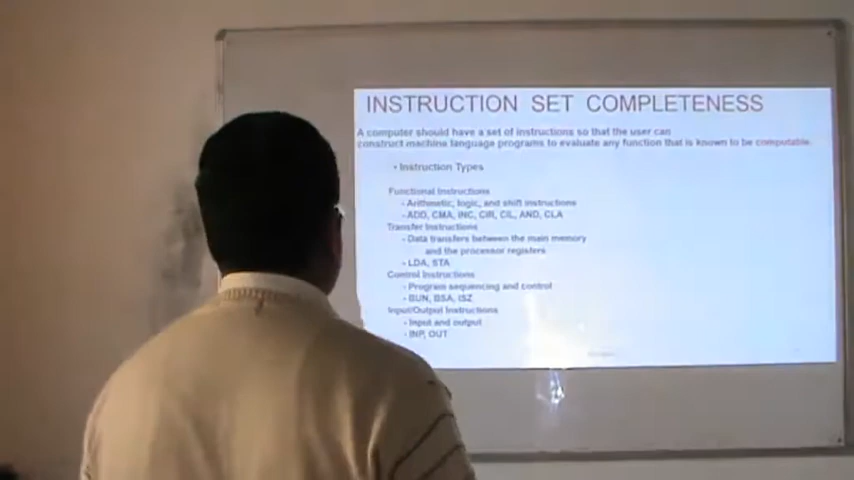 INSTRUCTION SET COMPLETENESS
A computer should have a set of instructions so that the user can
construct machine language programs to evaluate any function that is known to be computable.
• Instruction Types
Functional Instructions
- Arithmetic, logic, and shift instructions
- ADD, CMA, INC, CIR, CIL, AND, CLA
Transfer Instructions
- Data transfers between the main memory
and the processor registers
- LDA, STA
Control Instructions
- Program sequencing and control
- BUN, BSA, ISZ
Input/Output Instructions
- Input and output
- INP, OUT